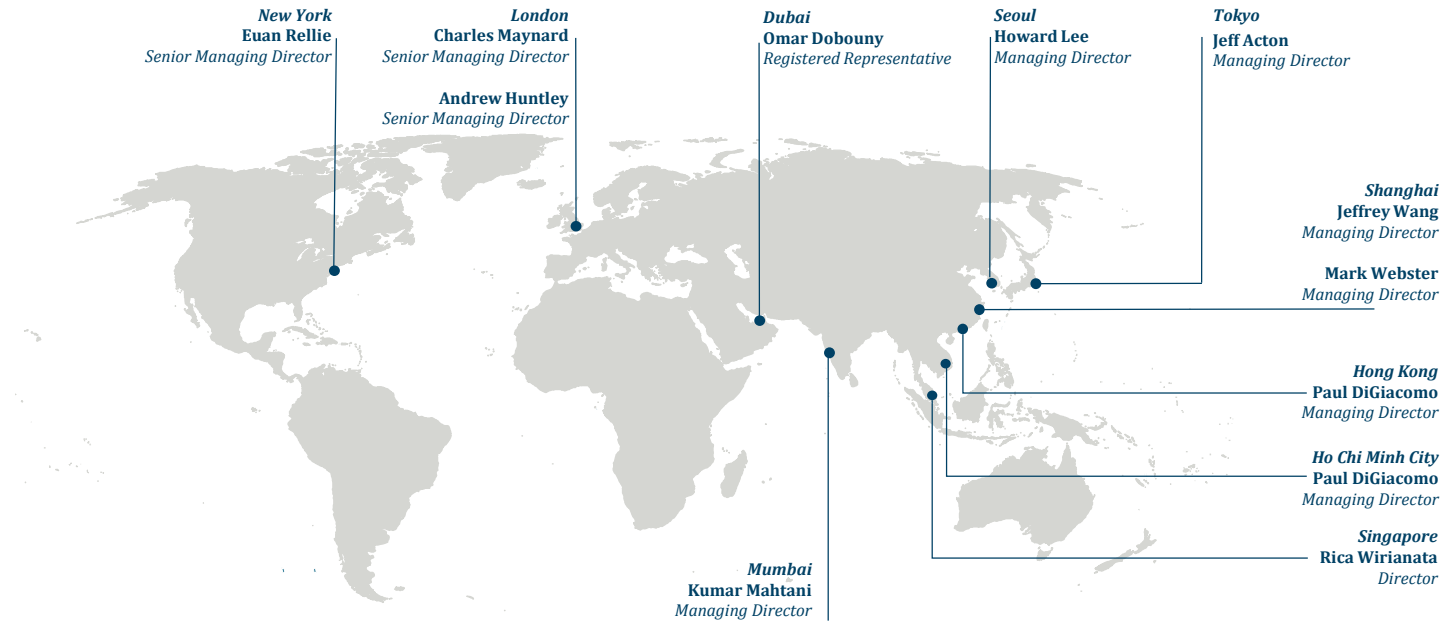 New York
Euan Rellie
Senior Managing Director
London
Charles Maynard
Senior Managing Director
Andrew Huntley
Senior Managing Director
Dubai
Omar Dobouny
Registered Representative
Seoul
Howard Lee
Managing Director
Tokyo
Jeff Acton
Managing Director
Shanghai
Jeffrey Wang
Managing Director
Mark Webster
Managing Director
Hong Kong
Paul DiGiacomo
Managing Director
Ho Chi Minh City
Paul DiGiacomo
Managing Director
Singapore
Rica Wirianata
Director
Mumbai
Kumar Mahtani
Managing Director